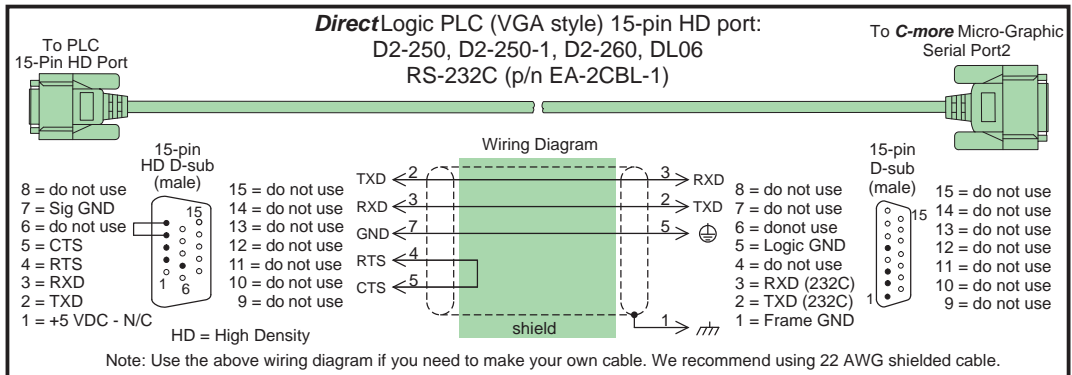 DirectLogic PLC (VGA style) 15-pin HD port:
D2-250, D2-250-1, D2-260, DL06
RS-232C (p/n EA-2CBL-1)
To PLC
15-Pin HD Port
To C-more Micro-Graphic
Serial Port2
Wiring Diagram
15-pin
HD D-sub
(male)
8 = do not use
7 = Sig GND
6 = do not use
5 = CTS
4 = RTS
3 = RXD
2 = TXD
1 = +5 VDC - N/C
15
1
6
HD = High Density
15 = do not use
14 = do not use
13 = do not use
12 = do not use
11 = do not use
10 = do not use
9 = do not use
TXD 2 3 RXD
RXD 3 2 TXD
GND 7 5
RTS 4
CTS 5
1
shield
8 = do not use
7 = do not use
6 = donot use
5 = Logic GND
4 = do not use
3 = RXD (232C)
2 = TXD (232C)
1 = Frame GND
15-pin
D-sub
(male)
15
1
15 = do not use
14 = do not use
13 = do not use
12 = do not use
11 = do not use
10 = do not use
9 = do not use
Note: Use the above wiring diagram if you need to make your own cable. We recommend using 22 AWG shielded cable.